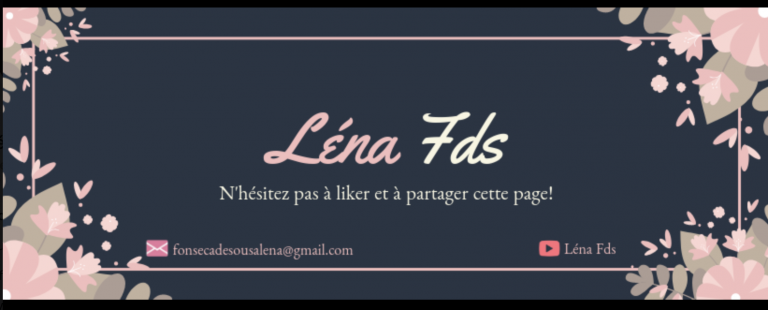 Léna Fds
N'hésitez pas à liker et à partager cette page!
fonsecadesousalena@gmail.com
Léna Fds